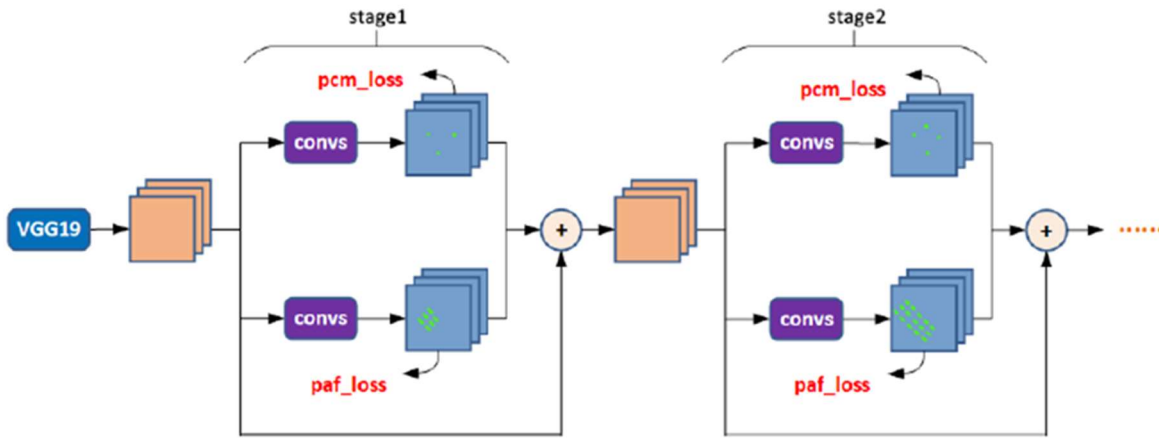 stage1
stage2
pcm_loss
pcm_loss
convs
convs
VGG19
+
+
......
convs
convs
paf_loss
paf_loss